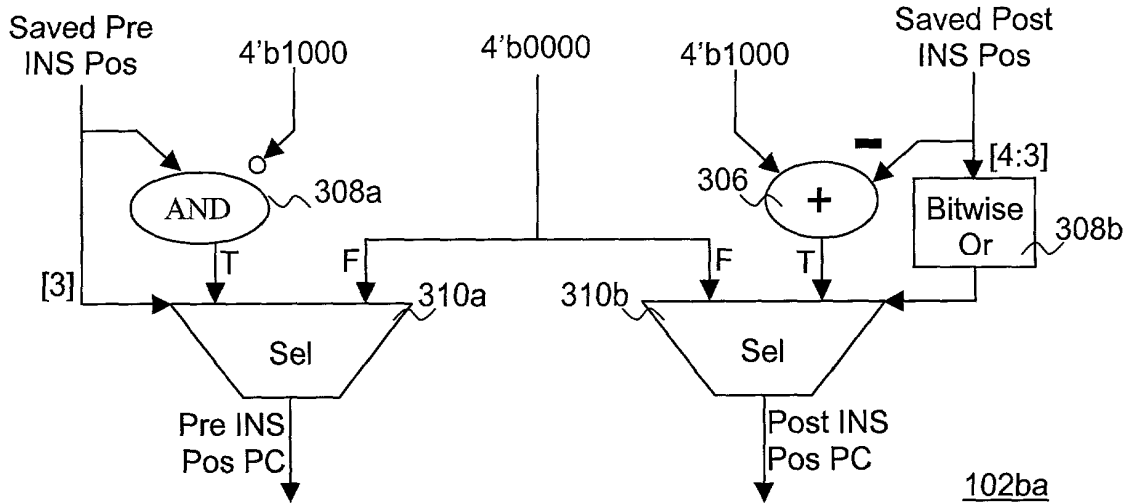 Saved Pre
INS Pos
4'b1000
4'b0000
4'b1000
Saved Post
INS Pos
AND
308a
306
+
[4:3]
Bitwise
Or
308b
T
F
F
T
[3]
310a
310b
Sel
Sel
Pre INS
Pos PC
Post INS
Pos PC
102ba